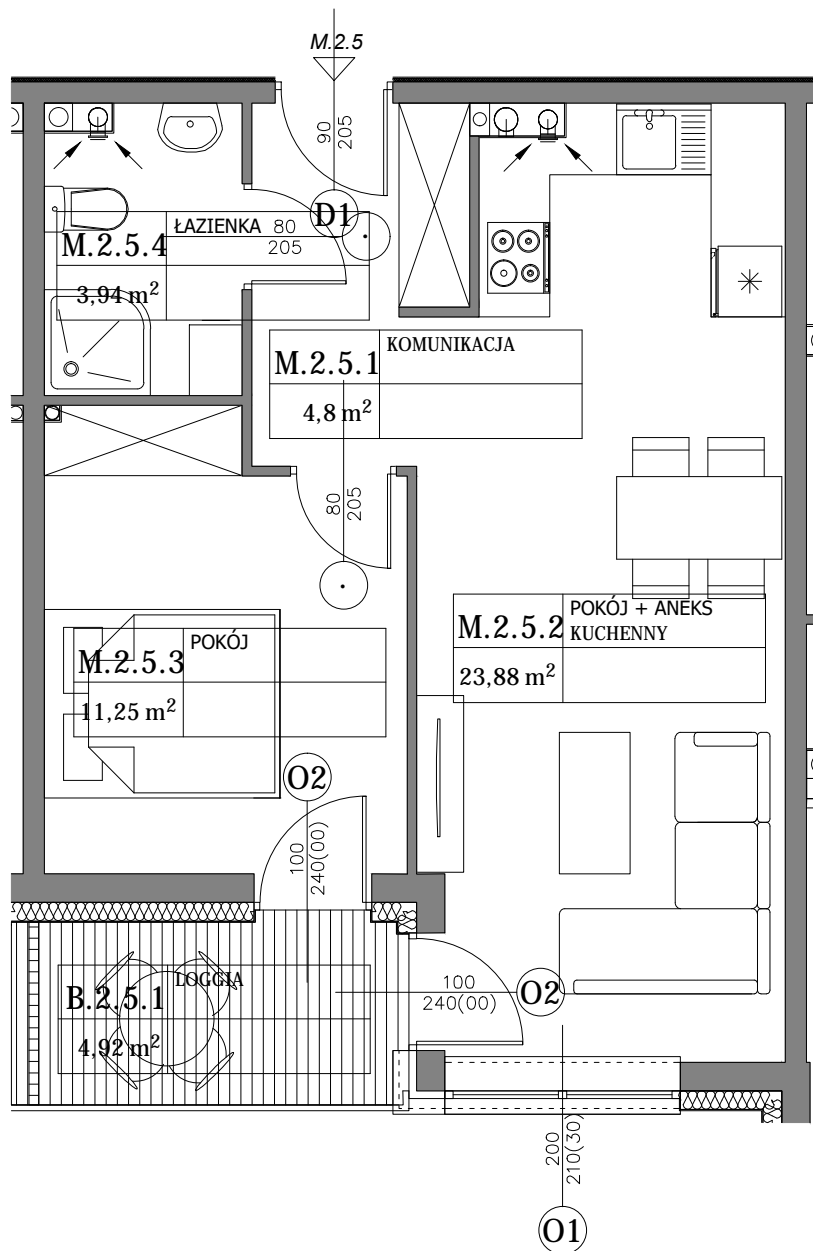 M.2.5
90
205
D1
ŁAZIENKA
80
205
M.2.5.4
3,94 m²
KOMUNIKACJA
M.2.5.1
4,8 m²
80
205
POKÓJ + ANEKS
KUCHENNY
M.2.5.2
23,88 m²
POKÓJ
M.2.5.3
11,25 m²
O2
100
240(00)
LOGGIA
B.2.5.1
4,92 m²
100
240(00)
O2
200
210(30)
O1